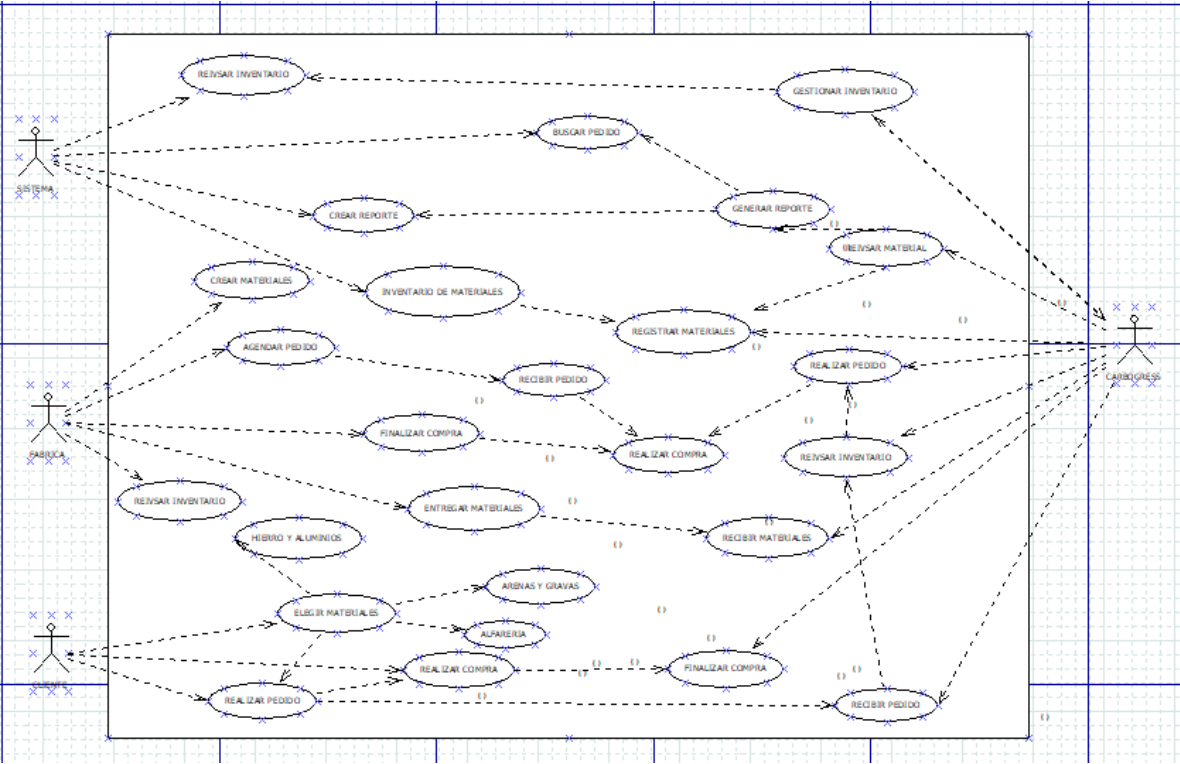 REIVSAR INVENTARIO
GESTIONAR INVENTARIO
BUSCAR PEDIDO
SISTEMA
CREAR REPORTE
GENERAR REPORTE
()
REIVSAR MATERIAL
CREAR MATERIALES
INVENTARIO DE MATERIALES
()
()
()
REGISTRAR MATERIALES
()
AGENDAR PEDIDO
REALIZAR PEDIDO
CARBOGRESS
RECIBIR PEDIDO
()
()
()
FINALIZAR COMPRA
FABRICA
REALIZAR COMPRA
REIVSAR INVENTARIO
()
REIVSAR INVENTARIO
()
ENTREGAR MATERIALES
()
HIERRO Y ALUMINIOS
RECIBIR MATERIALES
()
ARENAS Y GRAVAS
ELEGIR MATERIALES
()
ALFARERIA
()
CLIENTE
REALIZAR COMPRA
()
()
()
FINALIZAR COMPRA
()
()
REALIZAR PEDIDO
()
RECIBIR PEDIDO
()